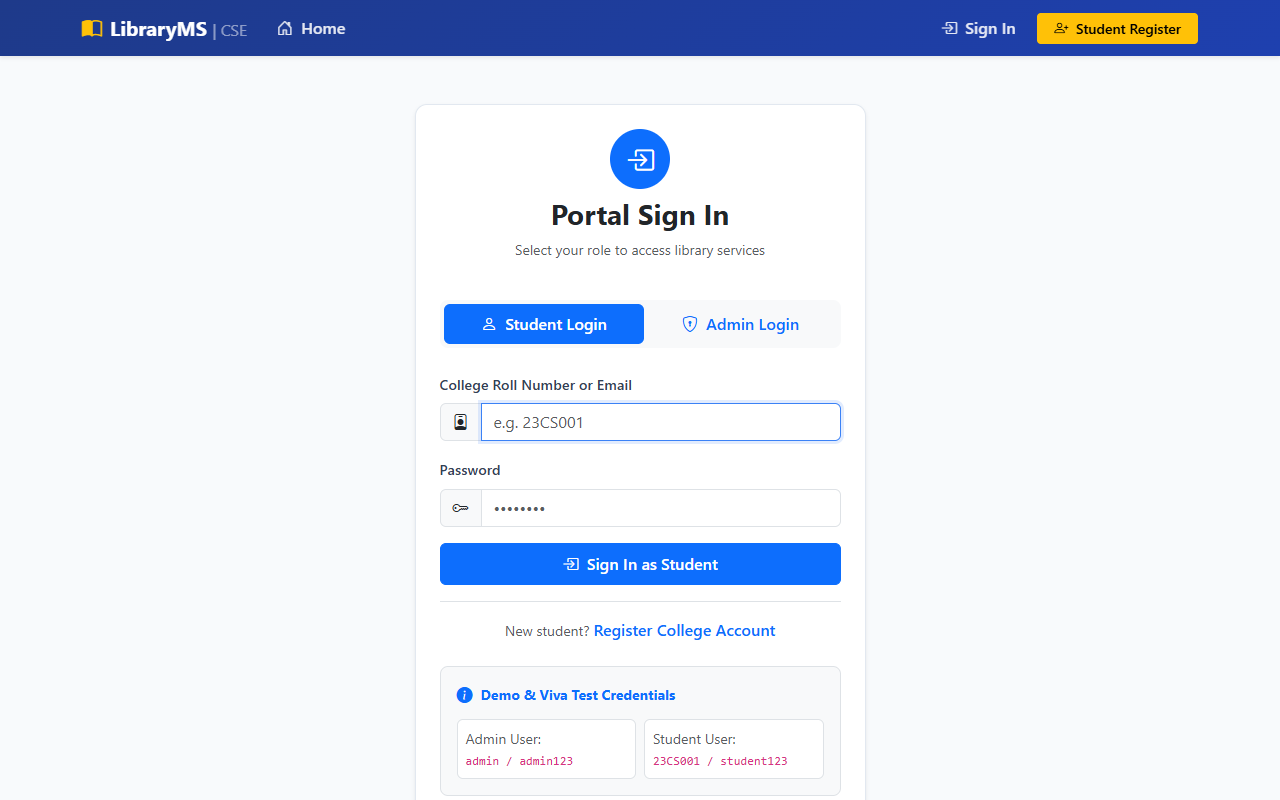 LibraryMS | CSE Home Sign In Student Register
Portal Sign In
Select your role to access library services
Student Login Admin Login
College Roll Number or Email
e.g. 23CS001
Password
••••••••
Sign In as Student
New student? Register College Account
Demo & Viva Test Credentials
Admin User:
admin / admin123
Student User:
23CS001 / student123